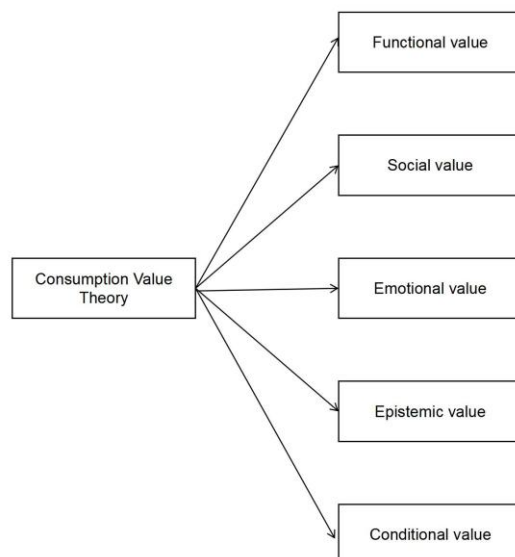 Functional value
Social value
Consumption Value
Theory
Emotional value
Epistemic value
Conditional value